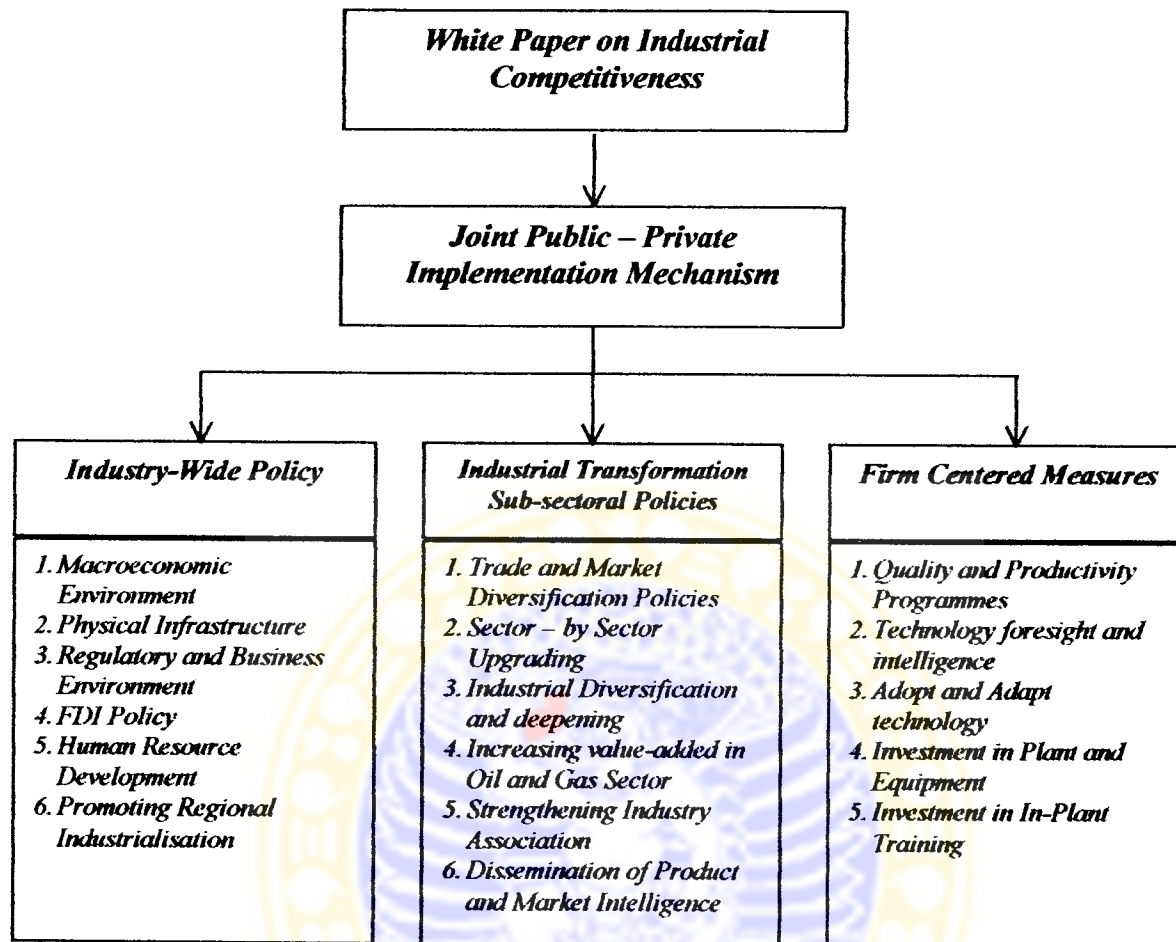 White Paper on Industrial
Competitiveness
Joint Public – Private
Implementation Mechanism
Industry-Wide Policy
1. Macroeconomic
Environment
2. Physical Infrastructure
3. Regulatory and Business
Environment
4. FDI Policy
5. Human Resource
Development
6. Promoting Regional
Industrialisation
Industrial Transformation
Sub-sectoral Policies
1. Trade and Market
Diversification Policies
2. Sector – by Sector
Upgrading
3. Industrial Diversification
and deepening
4. Increasing value-added in
Oil and Gas Sector
5. Strengthening Industry
Association
6. Dissemination of Product
and Market Intelligence
Firm Centered Measures
1. Quality and Productivity
Programmes
2. Technology foresight and
intelligence
3. Adopt and Adapt
technology
4. Investment in Plant and
Equipment
5. Investment in In-Plant
Training